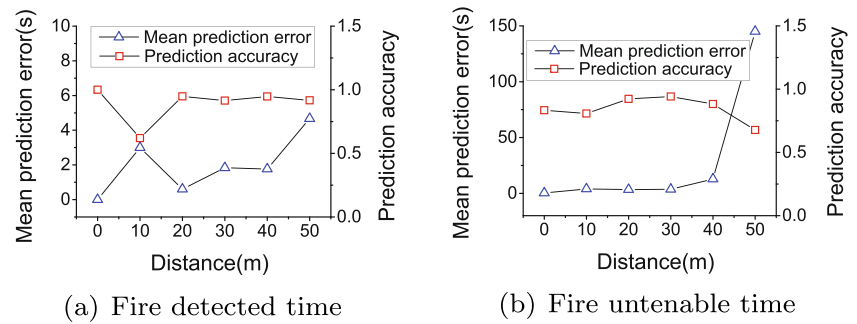 Mean prediction error(s)
10
8
6
4
2
0
Mean prediction error
Prediction accuracy
1.5
1.0
0.5
0.0
Prediction accuracy
0 10 20 30 40 50
Distance(m)
(a) Fire detected time
Mean prediction error(s)
150
100
50
0
Mean prediction error
Prediction accuracy
1.5
1.0
0.5
0.0
Prediction accuracy
0 10 20 30 40 50
Distance(m)
(b) Fire untenable time